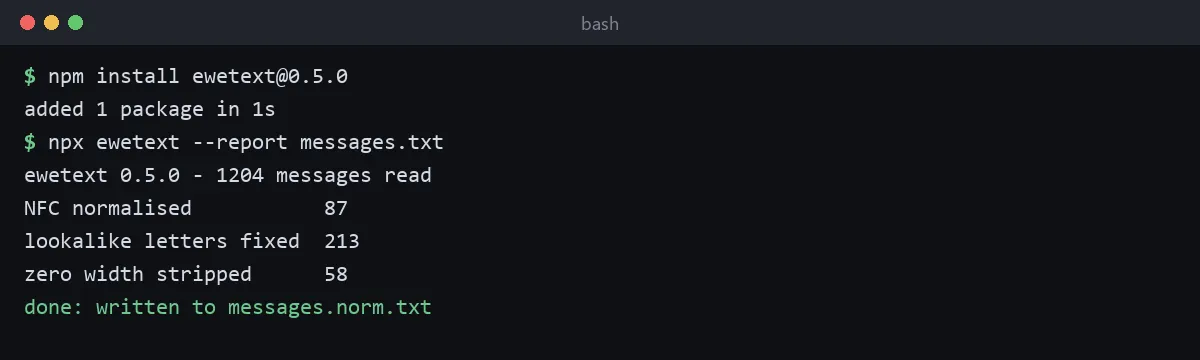 bash
$ npm install ewetext@0.5.0
added 1 package in 1s
$ npx ewetext --report messages.txt
ewetext 0.5.0 - 1204 messages read
NFC normalised           87
lookalike letters fixed  213
zero width stripped      58
done: written to messages.norm.txt